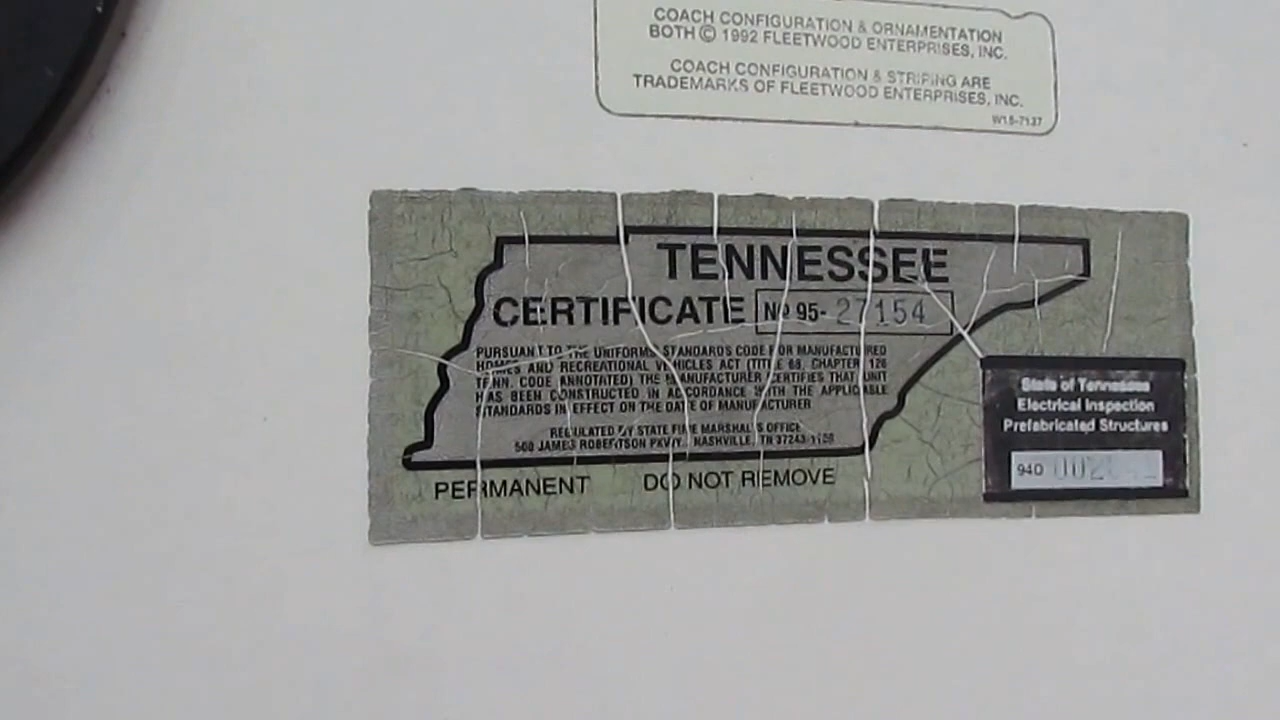 COACH CONFIGURATION & ORNAMENTATION
BOTH © 1992 FLEETWOOD ENTERPRISES, INC.
COACH CONFIGURATION & STRIPING ARE
TRADEMARKS OF FLEETWOOD ENTERPRISES, INC.
W15-7137
TENNESSEE
CERTIFICATE Nº 95- 27154
PURSUANT TO THE UNIFORM STANDARDS CODE FOR MANUFACTURED
HOMES AND RECREATIONAL VEHICLES ACT (TITLE 68, CHAPTER 126
TENN. CODE ANNOTATED) THE MANUFACTURER CERTIFIES THAT UNIT
HAS BEEN CONSTRUCTED IN ACCORDANCE WITH THE APPLICABLE
STANDARDS IN EFFECT ON THE DATE OF MANUFACTURER
REGULATED BY STATE FIRE MARSHAL'S OFFICE
500 JAMES ROBERTSON PKWY., NASHVILLE, TN 37243
PERMANENT DO NOT REMOVE
State of Tennessee
Electrical Inspection
Prefabricated Structures
940